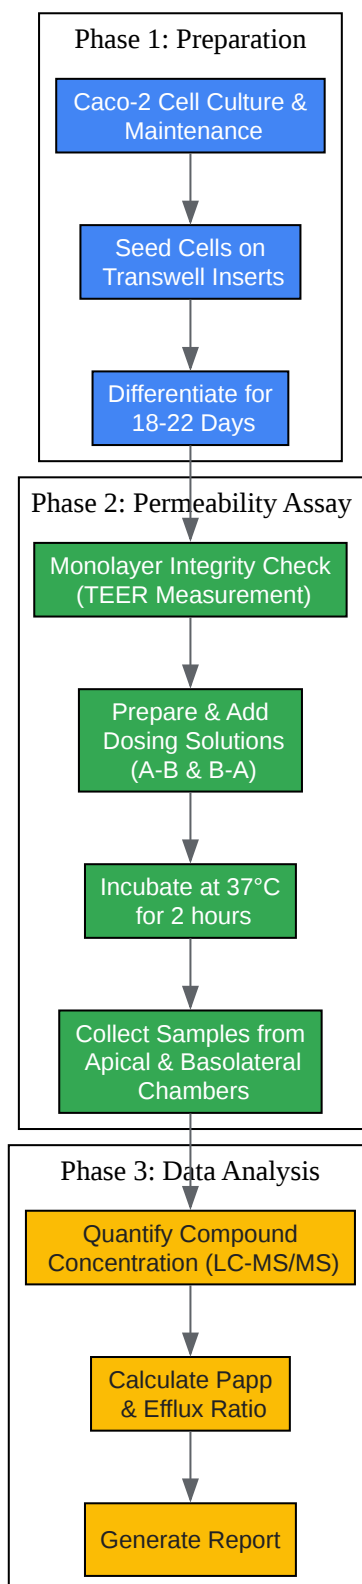 Phase 1: Preparation
Caco-2 Cell Culture &
Maintenance
Seed Cells on
Transwell Inserts
Differentiate for
18-22 Days
Phase 2: Permeability Assay
Monolayer Integrity Check
(TEER Measurement)
Prepare & Add
Dosing Solutions
(A-B & B-A)
Incubate at 37°C
for 2 hours
Collect Samples from
Apical & Basolateral
Chambers
Phase 3: Data Analysis
Quantify Compound
Concentration (LC-MS/MS)
Calculate Papp
& Efflux Ratio
Generate Report